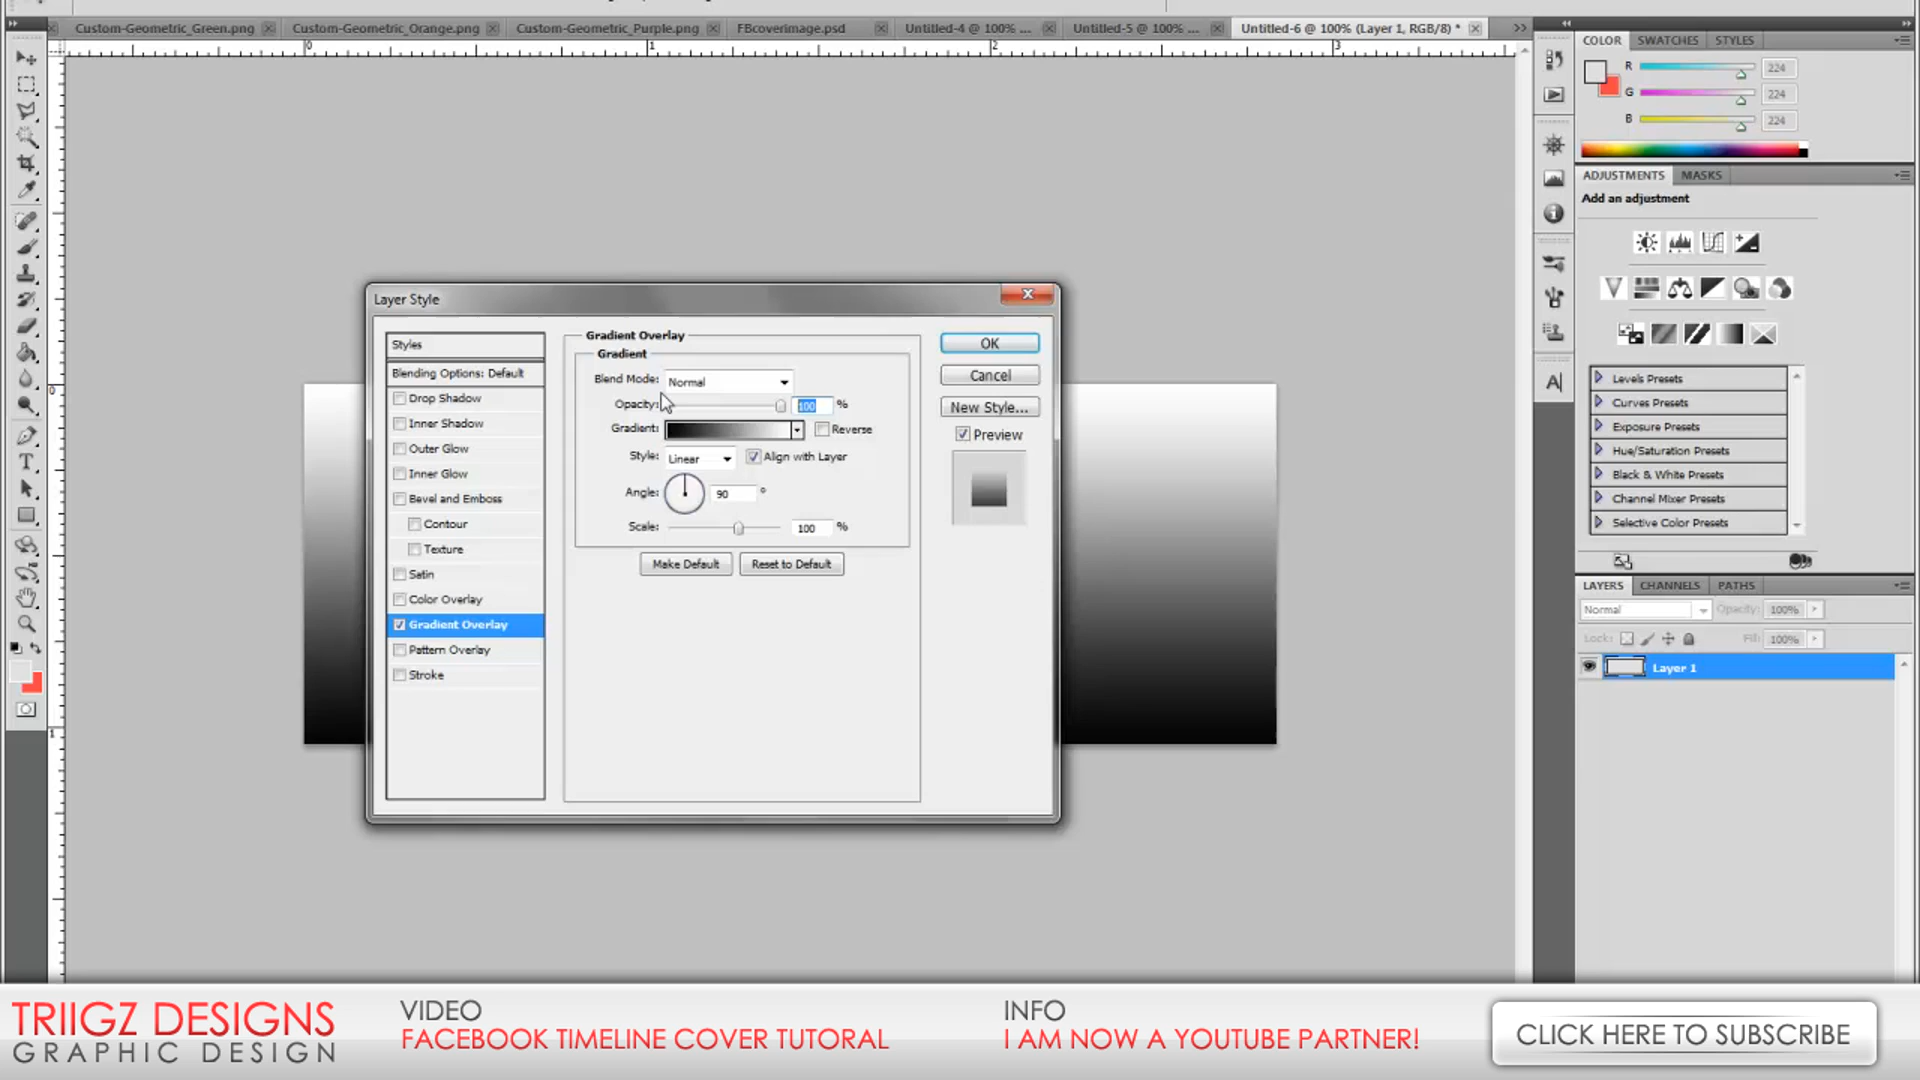 Custom-Geometric_Green.png
Custom-Geometric_Orange.png
Custom-Geometric_Purple.png
FBcoverimage.psd
Untitled-4 @ 100% ...
Untitled-5 @ 100% ...
Untitled-6 @ 100% (Layer 1, RGB/8) *
0 1 2 3
0
1
COLOR SWATCHES STYLES
R 224
G 224
B 224
ADJUSTMENTS MASKS
Add an adjustment
Levels Presets
Curves Presets
Exposure Presets
Hue/Saturation Presets
Black & White Presets
Channel Mixer Presets
Selective Color Presets
LAYERS CHANNELS PATHS
Normal Opacity: 100%
Lock: Fill: 100%
Layer 1
Layer Style
Styles
Blending Options: Default
Drop Shadow
Inner Shadow
Outer Glow
Inner Glow
Bevel and Emboss
Contour
Texture
Satin
Color Overlay
Gradient Overlay
Pattern Overlay
Stroke
Gradient Overlay
Gradient
Blend Mode: Normal
Opacity: 100 %
Gradient: Reverse
Style: Linear Align with Layer
Angle: 90 °
Scale: 100 %
Make Default Reset to Default
OK
Cancel
New Style...
Preview
TRIIGZ DESIGNS
GRAPHIC DESIGN
VIDEO
FACEBOOK TIMELINE COVER TUTORAL
INFO
I AM NOW A YOUTUBE PARTNER!
CLICK HERE TO SUBSCRIBE